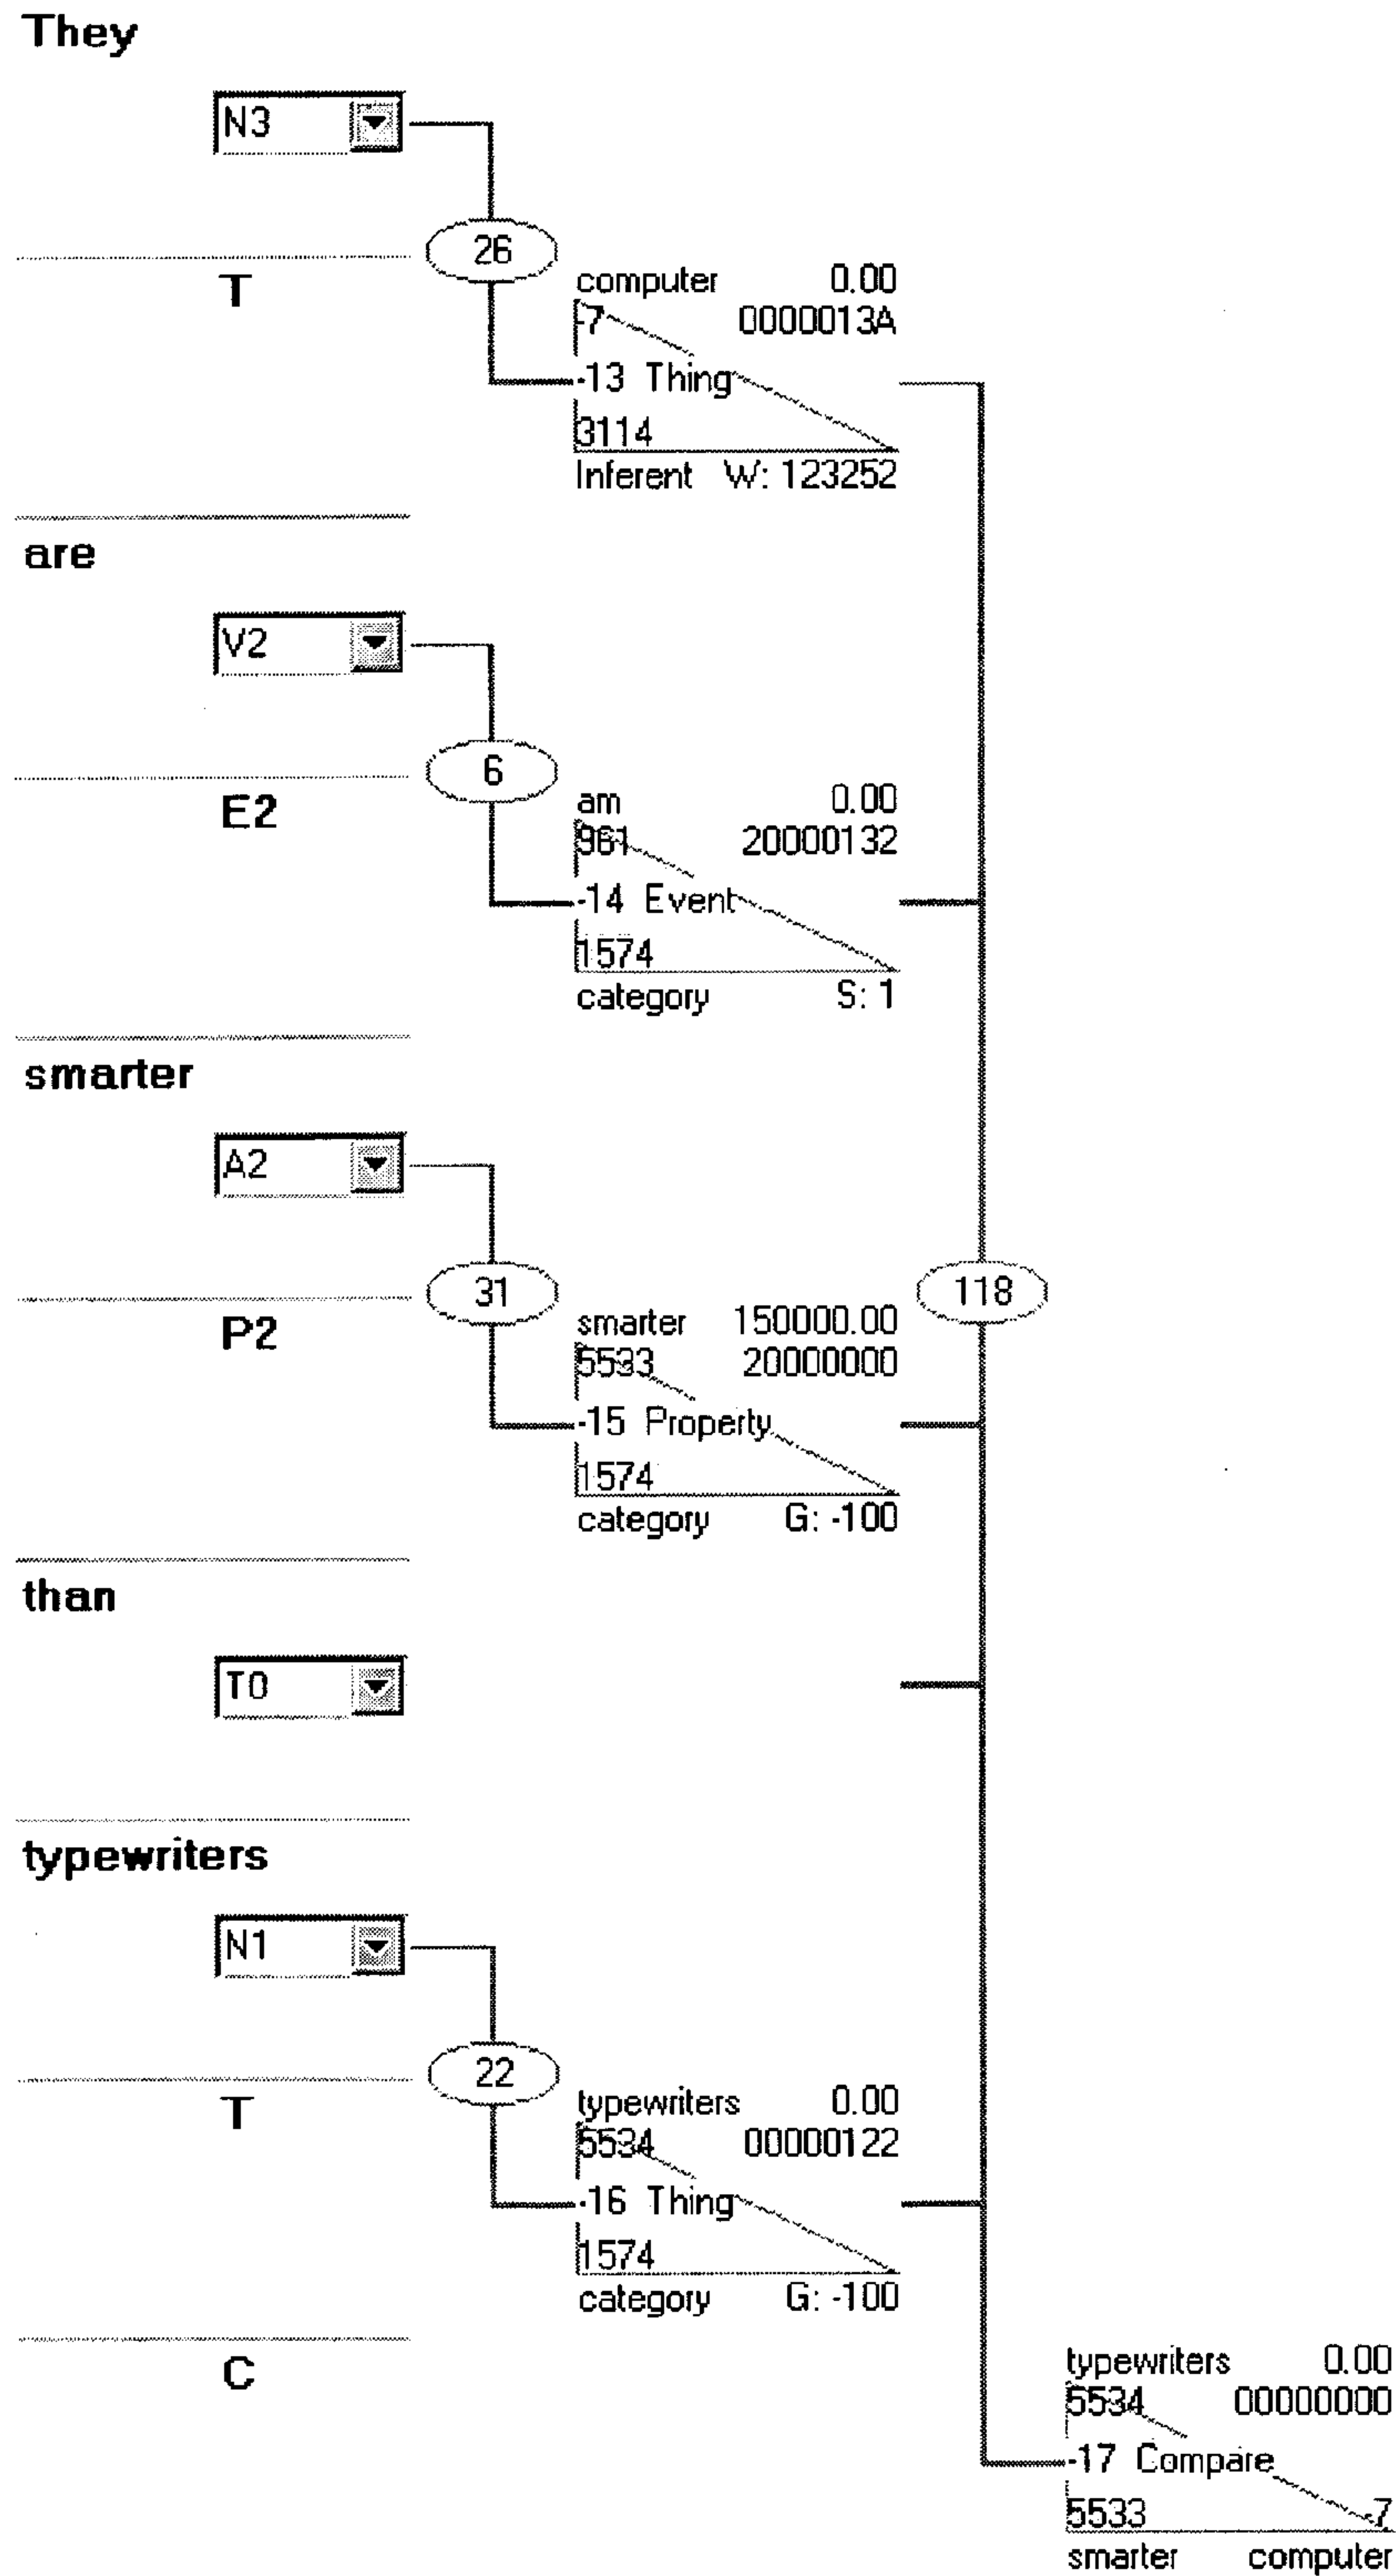 They
N3
26
T
computer 0.00
-7 0000013A
-13 Thing
3114
Inferent W: 123252
are
V2
6
E2
am 0.00
961 20000132
-14 Event
1574
category S: 1
smarter
A2
31
118
P2
smarter 150000.00
5533 20000000
-15 Property
1574
category G: -100
than
T0
typewriters
N1
22
T
typewriters 0.00
5534 00000122
-16 Thing
1574
category G: -100
C
typewriters 0.00
5534 00000000
-17 Compare
5533 -7
smarter computer